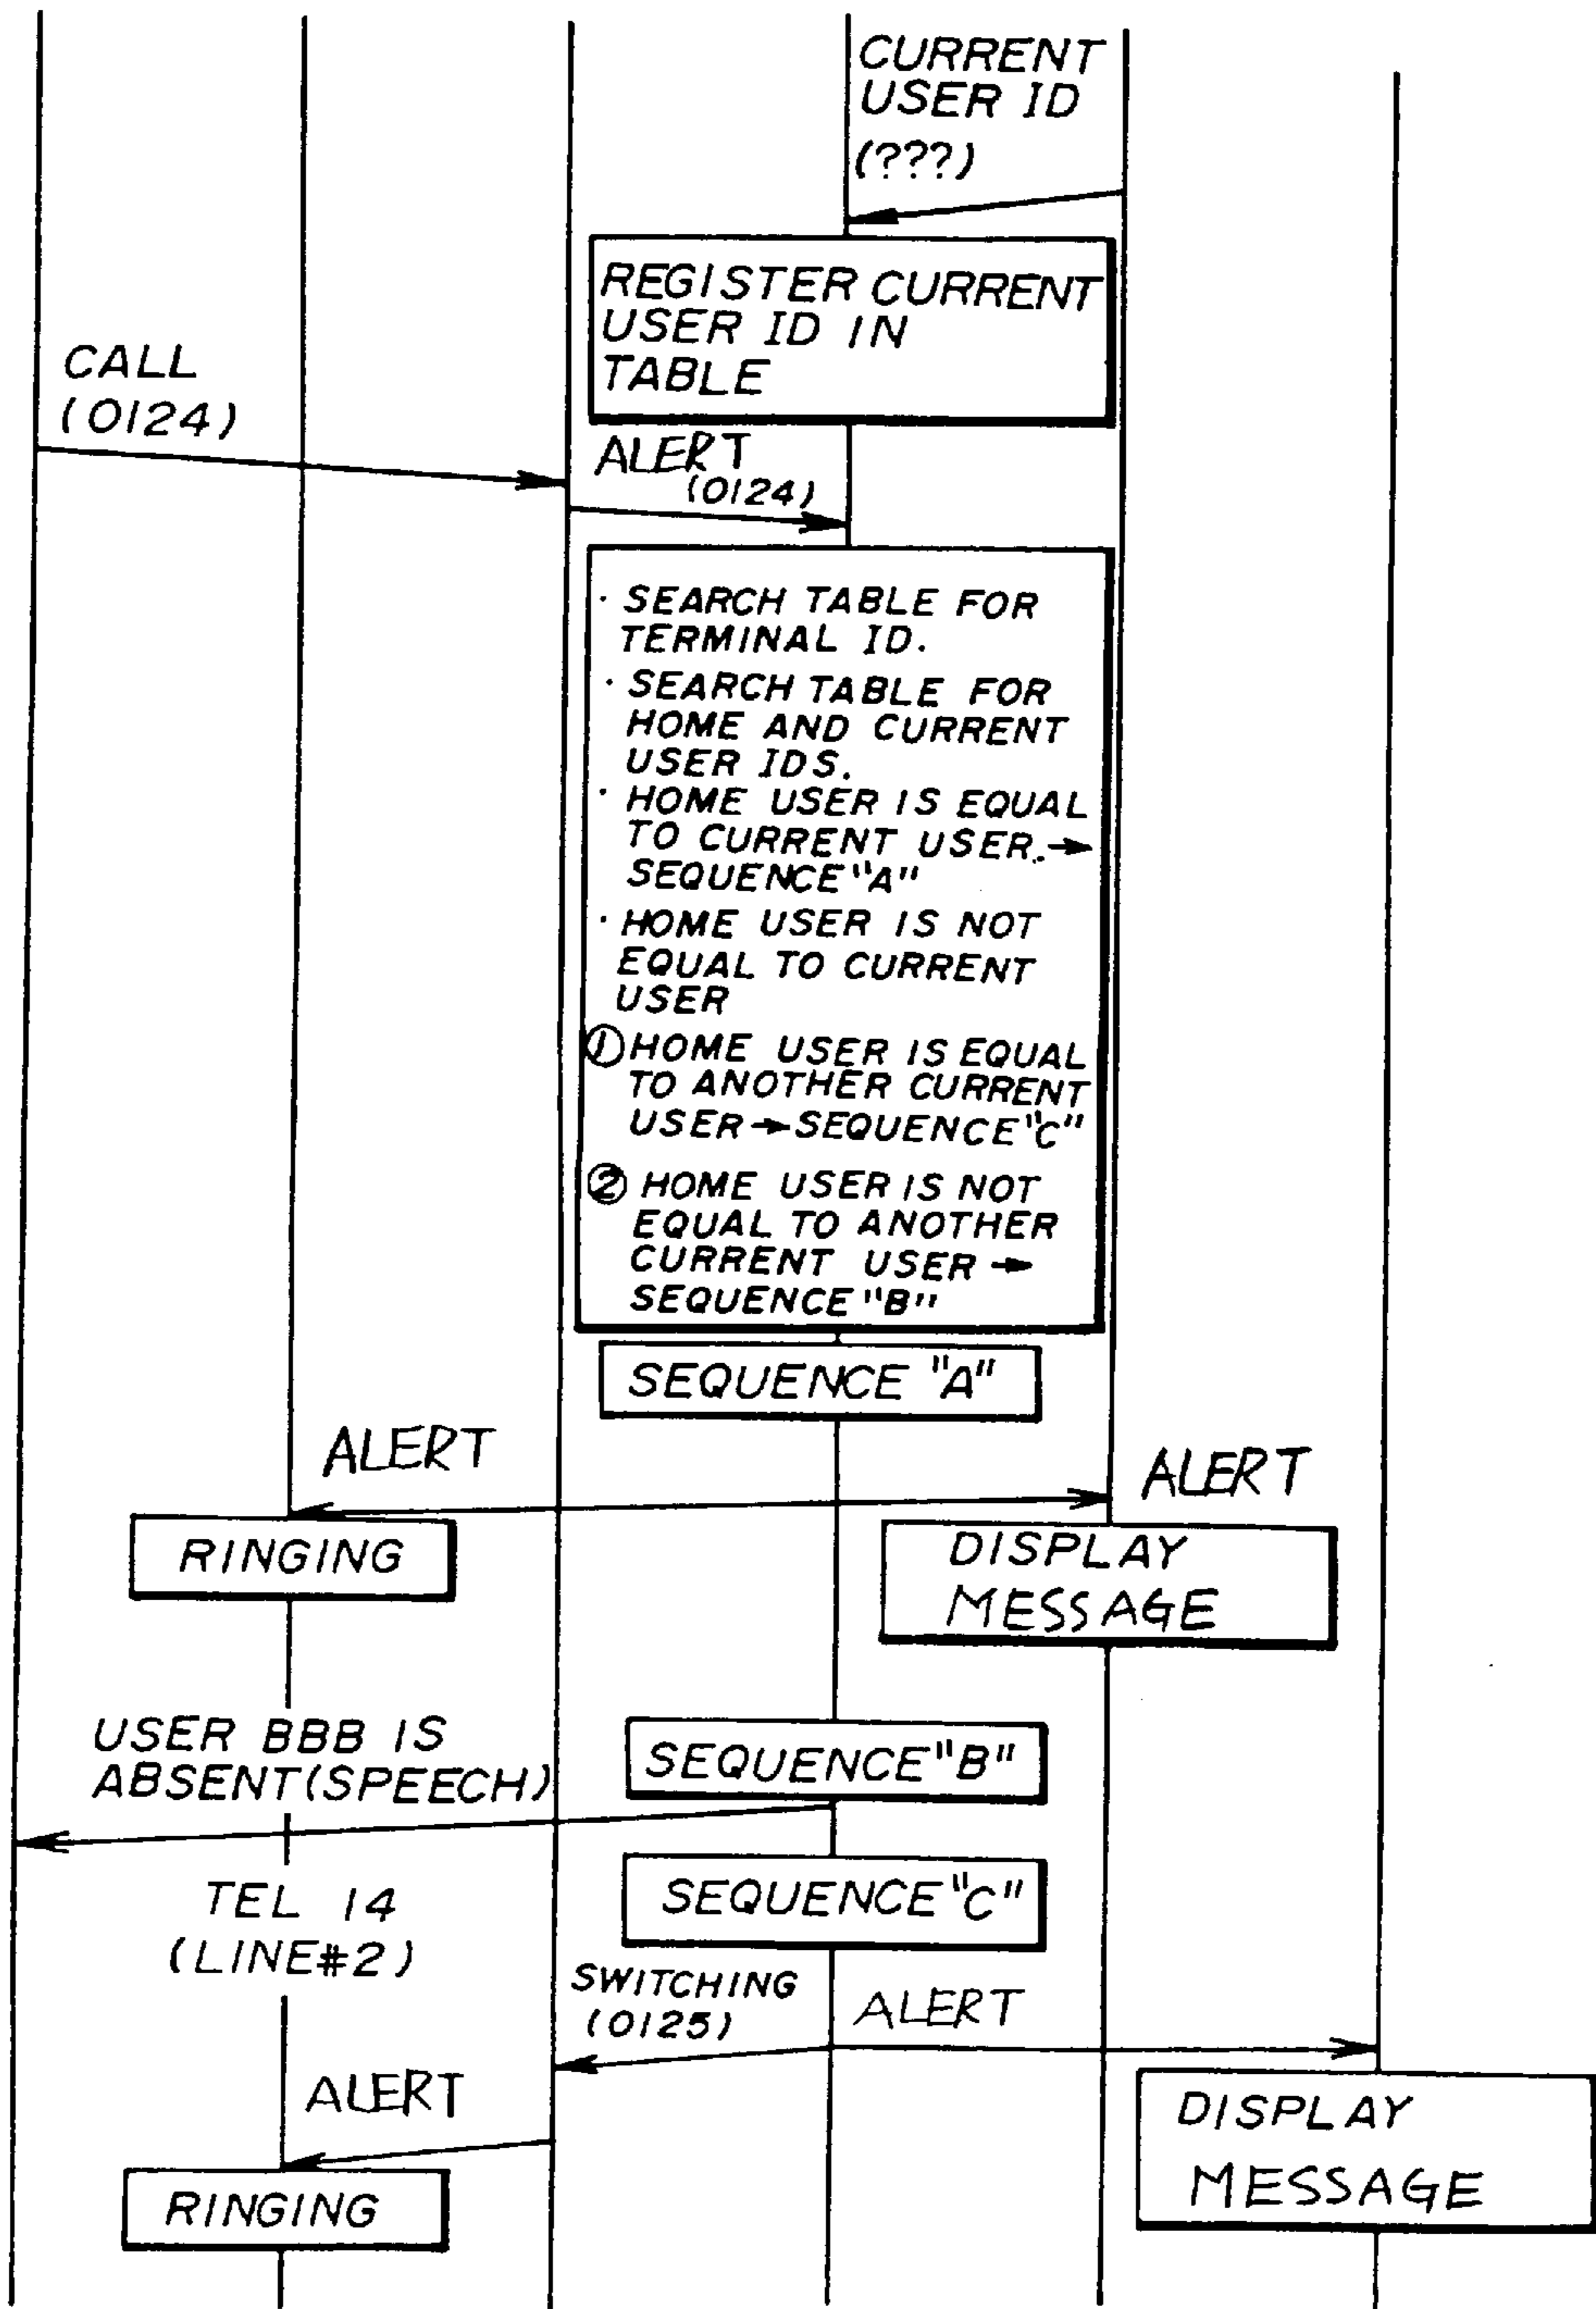 CURRENT
USER ID
(???)
REGISTER CURRENT
USER ID IN
TABLE
CALL
(0124)
ALERT
(0124)
· SEARCH TABLE FOR
TERMINAL ID.
· SEARCH TABLE FOR
HOME AND CURRENT
USER IDS.
· HOME USER IS EQUAL
TO CURRENT USER.→
SEQUENCE "A"
· HOME USER IS NOT
EQUAL TO CURRENT
USER
① HOME USER IS EQUAL
TO ANOTHER CURRENT
USER→SEQUENCE "C"
② HOME USER IS NOT
EQUAL TO ANOTHER
CURRENT USER→
SEQUENCE "B"
SEQUENCE "A"
ALERT
ALERT
RINGING
DISPLAY
MESSAGE
USER BBB IS
ABSENT(SPEECH)
SEQUENCE "B"
SEQUENCE "C"
TEL 14
(LINE#2)
SWITCHING
(0125)
ALERT
ALERT
RINGING
DISPLAY
MESSAGE